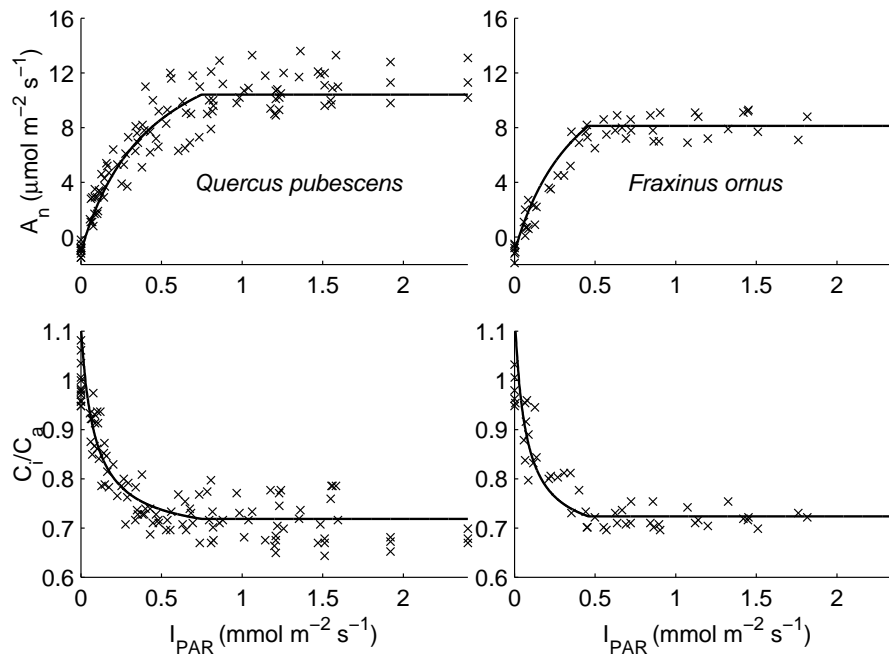 16
12
8
4
0
A_n (μmol m⁻² s⁻¹)
0 0.5 1 1.5 2
Quercus pubescens
16
12
8
4
0
0 0.5 1 1.5 2
Fraxinus ornus
1.1
1
0.9
0.8
0.7
0.6
C_i/C_a
0 0.5 1 1.5 2
I_PAR (mmol m⁻² s⁻¹)
1.1
1
0.9
0.8
0.7
0.6
0 0.5 1 1.5 2
I_PAR (mmol m⁻² s⁻¹)